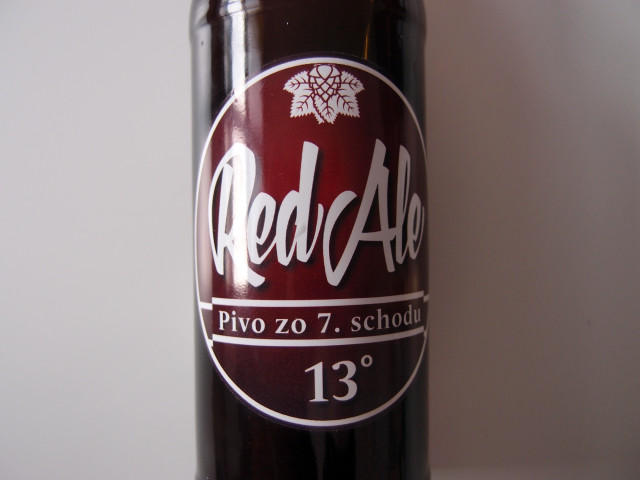 Red Ale
Pivo zo 7. schodu
13°